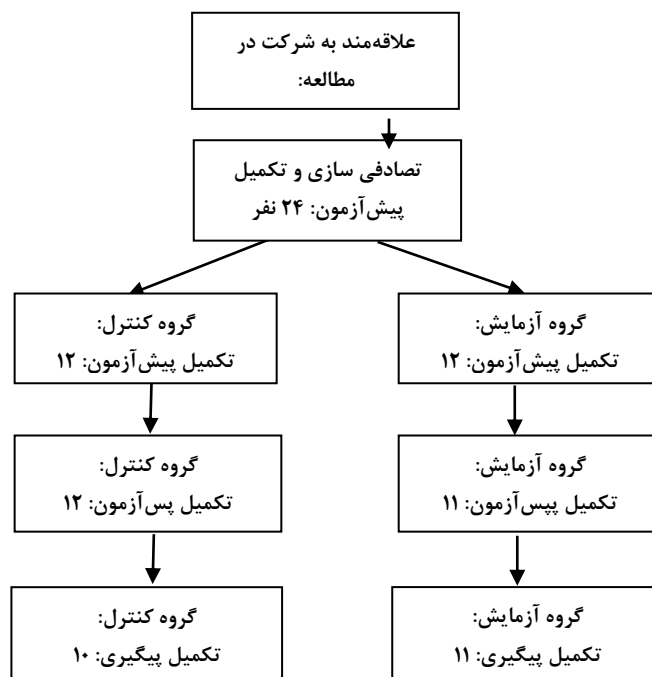 علاقه‌مند به شرکت در
مطالعه:
تصادفی سازی و تکمیل
پیش‌آزمون: ۲۴ نفر
گروه آزمایش:
تکمیل پیش‌آزمون: ۱۲
گروه کنترل:
تکمیل پیش‌آزمون: ۱۲
گروه آزمایش:
تکمیل پپس‌آزمون: ۱۱
گروه کنترل:
تکمیل پس‌آزمون: ۱۲
گروه آزمایش:
تکمیل پیگیری: ۱۱
گروه کنترل:
تکمیل پیگیری: ۱۰